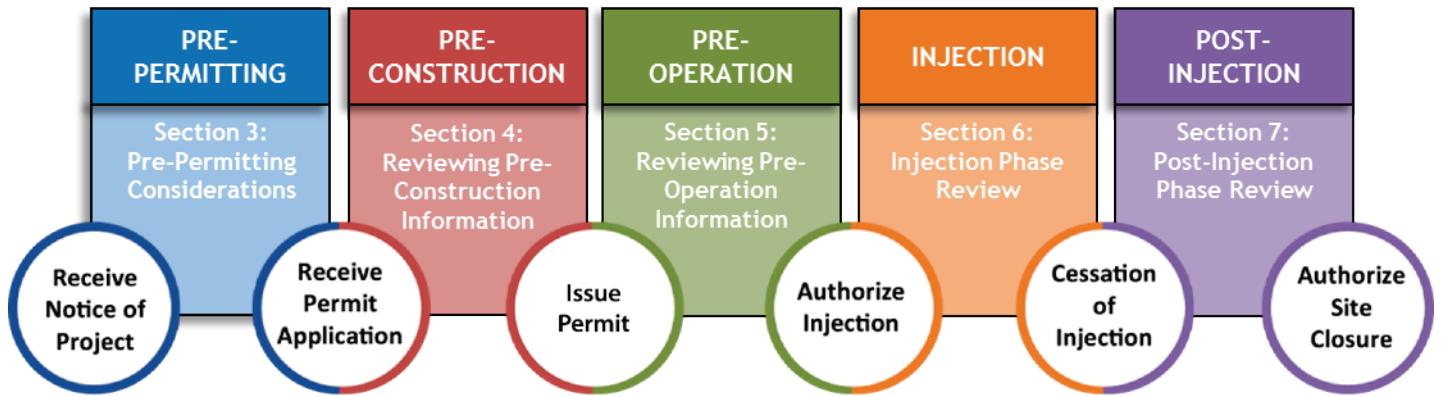 PRE-
PERMITTING
Section 3:
Pre-Permitting
Considerations
PRE-
CONSTRUCTION
Section 4:
Reviewing Pre-
Construction
Information
PRE-
OPERATION
Section 5:
Reviewing Pre-
Operation
Information
INJECTION
Section 6:
Injection Phase
Review
POST-
INJECTION
Section 7:
Post-Injection
Phase Review
Receive
Notice of
Project
Receive
Permit
Application
Issue
Permit
Authorize
Injection
Cessation
of
Injection
Authorize
Site
Closure